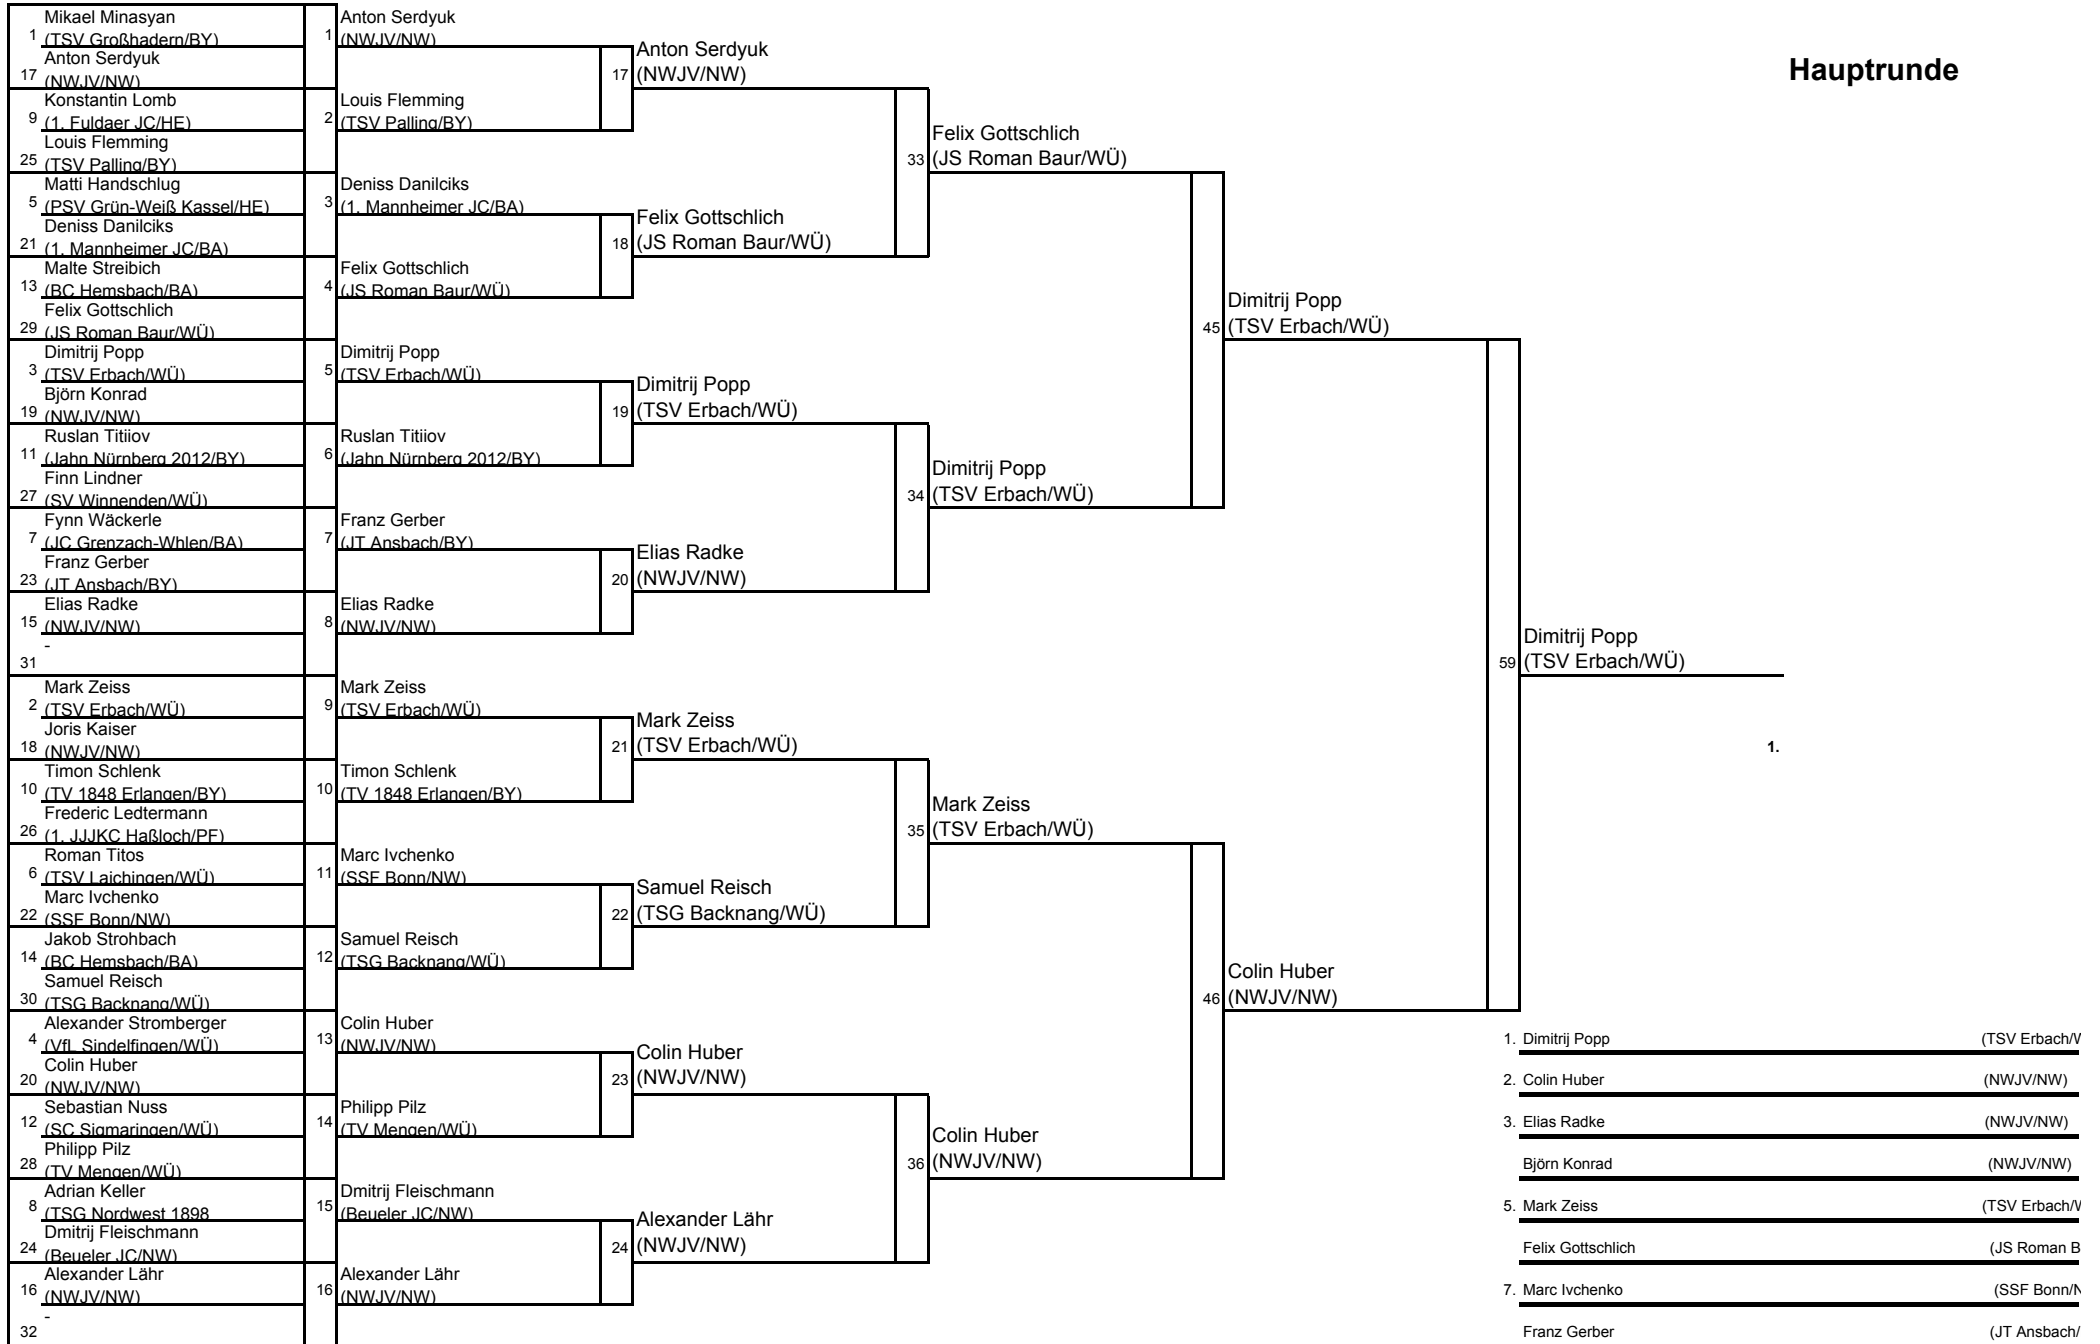 Hauptrunde
Mikael Minasyan
1 (TSV Großhadern/BY)
Anton Serdyuk
17 (NWJV/NW)
Konstantin Lomb
9 (1. Fuldaer JC/HE)
Louis Flemming
25 (TSV Palling/BY)
Matti Handschlug
5 (PSV Grün-Weiß Kassel/HE)
Deniss Danilciks
21 (1. Mannheimer JC/BA)
Malte Streibich
13 (BC Hemsbach/BA)
Felix Gottschlich
29 (JS Roman Baur/WÜ)
Dimitrij Popp
3 (TSV Erbach/WÜ)
Björn Konrad
19 (NWJV/NW)
Ruslan Titiiov
11 (Jahn Nürnberg 2012/BY)
Finn Lindner
27 (SV Winnenden/WÜ)
Fynn Wäckerle
7 (JC Grenzach-Whlen/BA)
Franz Gerber
23 (JT Ansbach/BY)
Elias Radke
15 (NWJV/NW)
-
31
Mark Zeiss
2 (TSV Erbach/WÜ)
Joris Kaiser
18 (NWJV/NW)
Timon Schlenk
10 (TV 1848 Erlangen/BY)
Frederic Ledtermann
26 (1. JJJKC Haßloch/PF)
Roman Titos
6 (TSV Laichingen/WÜ)
Marc Ivchenko
22 (SSF Bonn/NW)
Jakob Strohbach
14 (BC Hemsbach/BA)
Samuel Reisch
30 (TSG Backnang/WÜ)
Alexander Stromberger
4 (VfL Sindelfingen/WÜ)
Colin Huber
20 (NWJV/NW)
Sebastian Nuss
12 (SC Sigmaringen/WÜ)
Philipp Pilz
28 (TV Mengen/WÜ)
Adrian Keller
8 (TSG Nordwest 1898
Dmitrij Fleischmann
24 (Beueler JC/NW)
Alexander Lähr
16 (NWJV/NW)
-
32
Anton Serdyuk
1 (NWJV/NW)
Louis Flemming
2 (TSV Palling/BY)
Deniss Danilciks
3 (1. Mannheimer JC/BA)
Felix Gottschlich
4 (JS Roman Baur/WÜ)
Dimitrij Popp
5 (TSV Erbach/WÜ)
Ruslan Titiiov
6 (Jahn Nürnberg 2012/BY)
Franz Gerber
7 (JT Ansbach/BY)
Elias Radke
8 (NWJV/NW)
Mark Zeiss
9 (TSV Erbach/WÜ)
Timon Schlenk
10 (TV 1848 Erlangen/BY)
Marc Ivchenko
11 (SSF Bonn/NW)
Samuel Reisch
12 (TSG Backnang/WÜ)
Colin Huber
13 (NWJV/NW)
Philipp Pilz
14 (TV Mengen/WÜ)
Dmitrij Fleischmann
15 (Beueler JC/NW)
Alexander Lähr
16 (NWJV/NW)
Anton Serdyuk
17 (NWJV/NW)
Felix Gottschlich
18 (JS Roman Baur/WÜ)
Dimitrij Popp
19 (TSV Erbach/WÜ)
Elias Radke
20 (NWJV/NW)
Mark Zeiss
21 (TSV Erbach/WÜ)
Samuel Reisch
22 (TSG Backnang/WÜ)
Colin Huber
23 (NWJV/NW)
Alexander Lähr
24 (NWJV/NW)
Felix Gottschlich
33 (JS Roman Baur/WÜ)
Dimitrij Popp
34 (TSV Erbach/WÜ)
Mark Zeiss
35 (TSV Erbach/WÜ)
Colin Huber
36 (NWJV/NW)
Dimitrij Popp
45 (TSV Erbach/WÜ)
Colin Huber
46 (NWJV/NW)
Dimitrij Popp
59 (TSV Erbach/WÜ)
1.
1. Dimitrij Popp (TSV Erbach/W
2. Colin Huber (NWJV/NW)
3. Elias Radke (NWJV/NW)
Björn Konrad (NWJV/NW)
5. Mark Zeiss (TSV Erbach/W
Felix Gottschlich (JS Roman B
7. Marc Ivchenko (SSF Bonn/N
Franz Gerber (JT Ansbach/